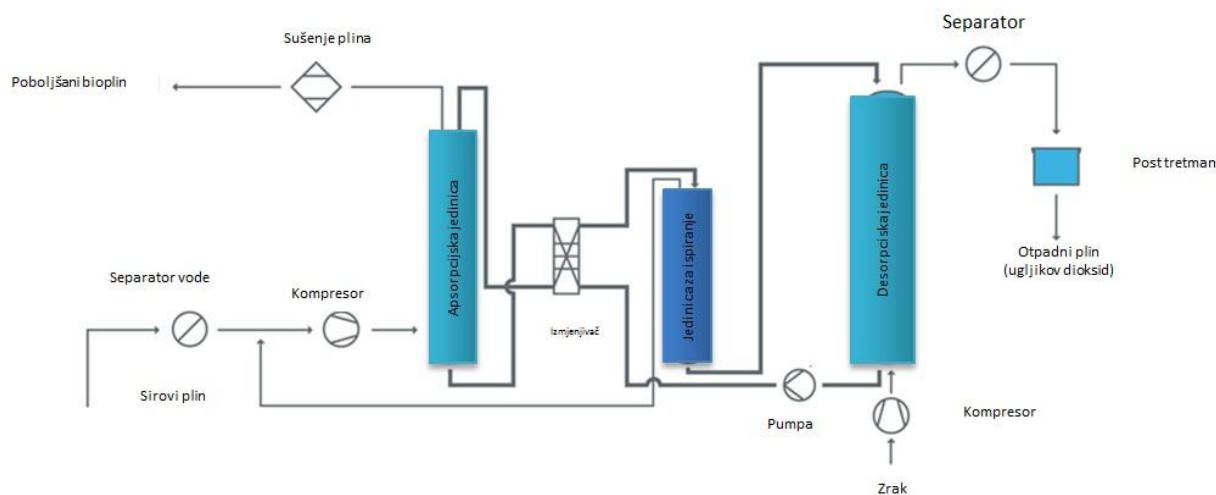 Separator
Sušenje plina
Poboljšani bioplin
Post tretman
Apsorpcijska jedinica
Jedinica za ispiranje
Desorpciska jedinica
Otpadni plin
(ugljikov dioksid)
Separator vode
Kompresor
Izmjenjivač
Sirovi plin
Pumpa
Kompresor
Zrak